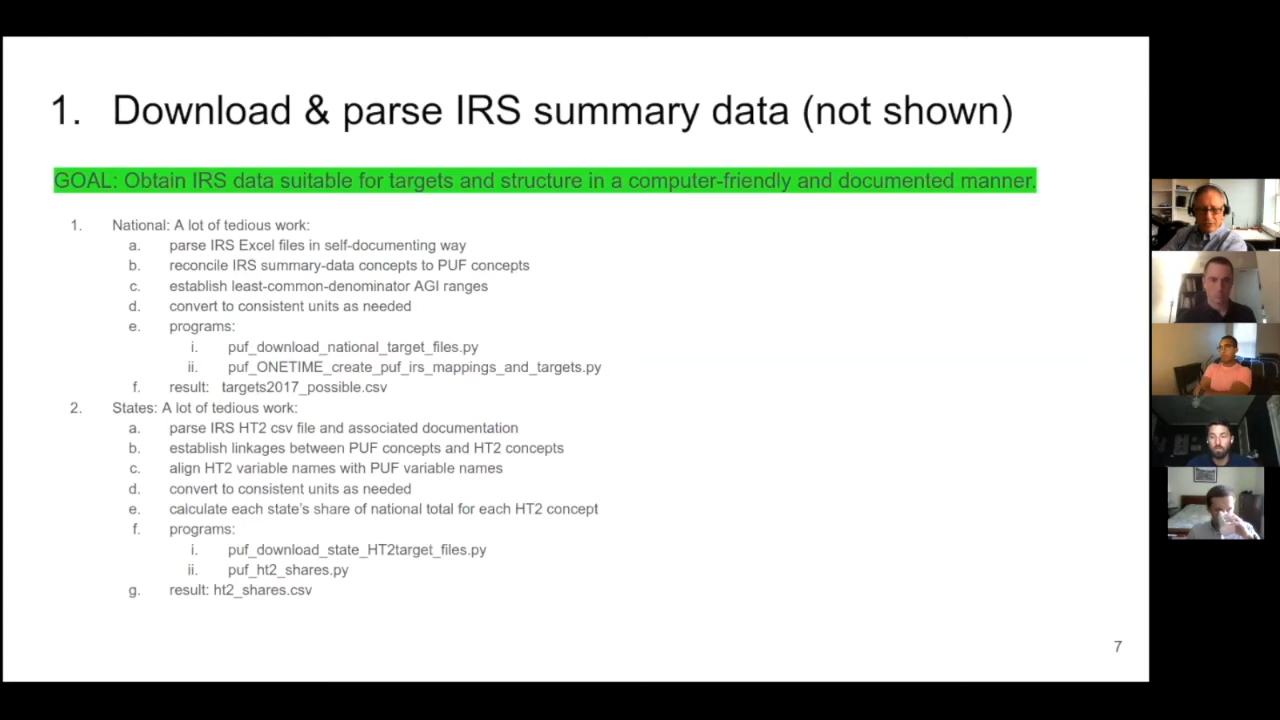 1. Download & parse IRS summary data (not shown)
GOAL: Obtain IRS data suitable for targets and structure in a computer-friendly and documented manner.
1. National: A lot of tedious work:
a. parse IRS Excel files in self-documenting way
b. reconcile IRS summary-data concepts to PUF concepts
c. establish least-common-denominator AGI ranges
d. convert to consistent units as needed
e. programs:
i. puf_download_national_target_files.py
ii. puf_ONETIME_create_puf_irs_mappings_and_targets.py
f. result: targets2017_possible.csv
2. States: A lot of tedious work:
a. parse IRS HT2 csv file and associated documentation
b. establish linkages between PUF concepts and HT2 concepts
c. align HT2 variable names with PUF variable names
d. convert to consistent units as needed
e. calculate each state's share of national total for each HT2 concept
f. programs:
i. puf_download_state_HT2target_files.py
ii. puf_ht2_shares.py
g. result: ht2_shares.csv
7